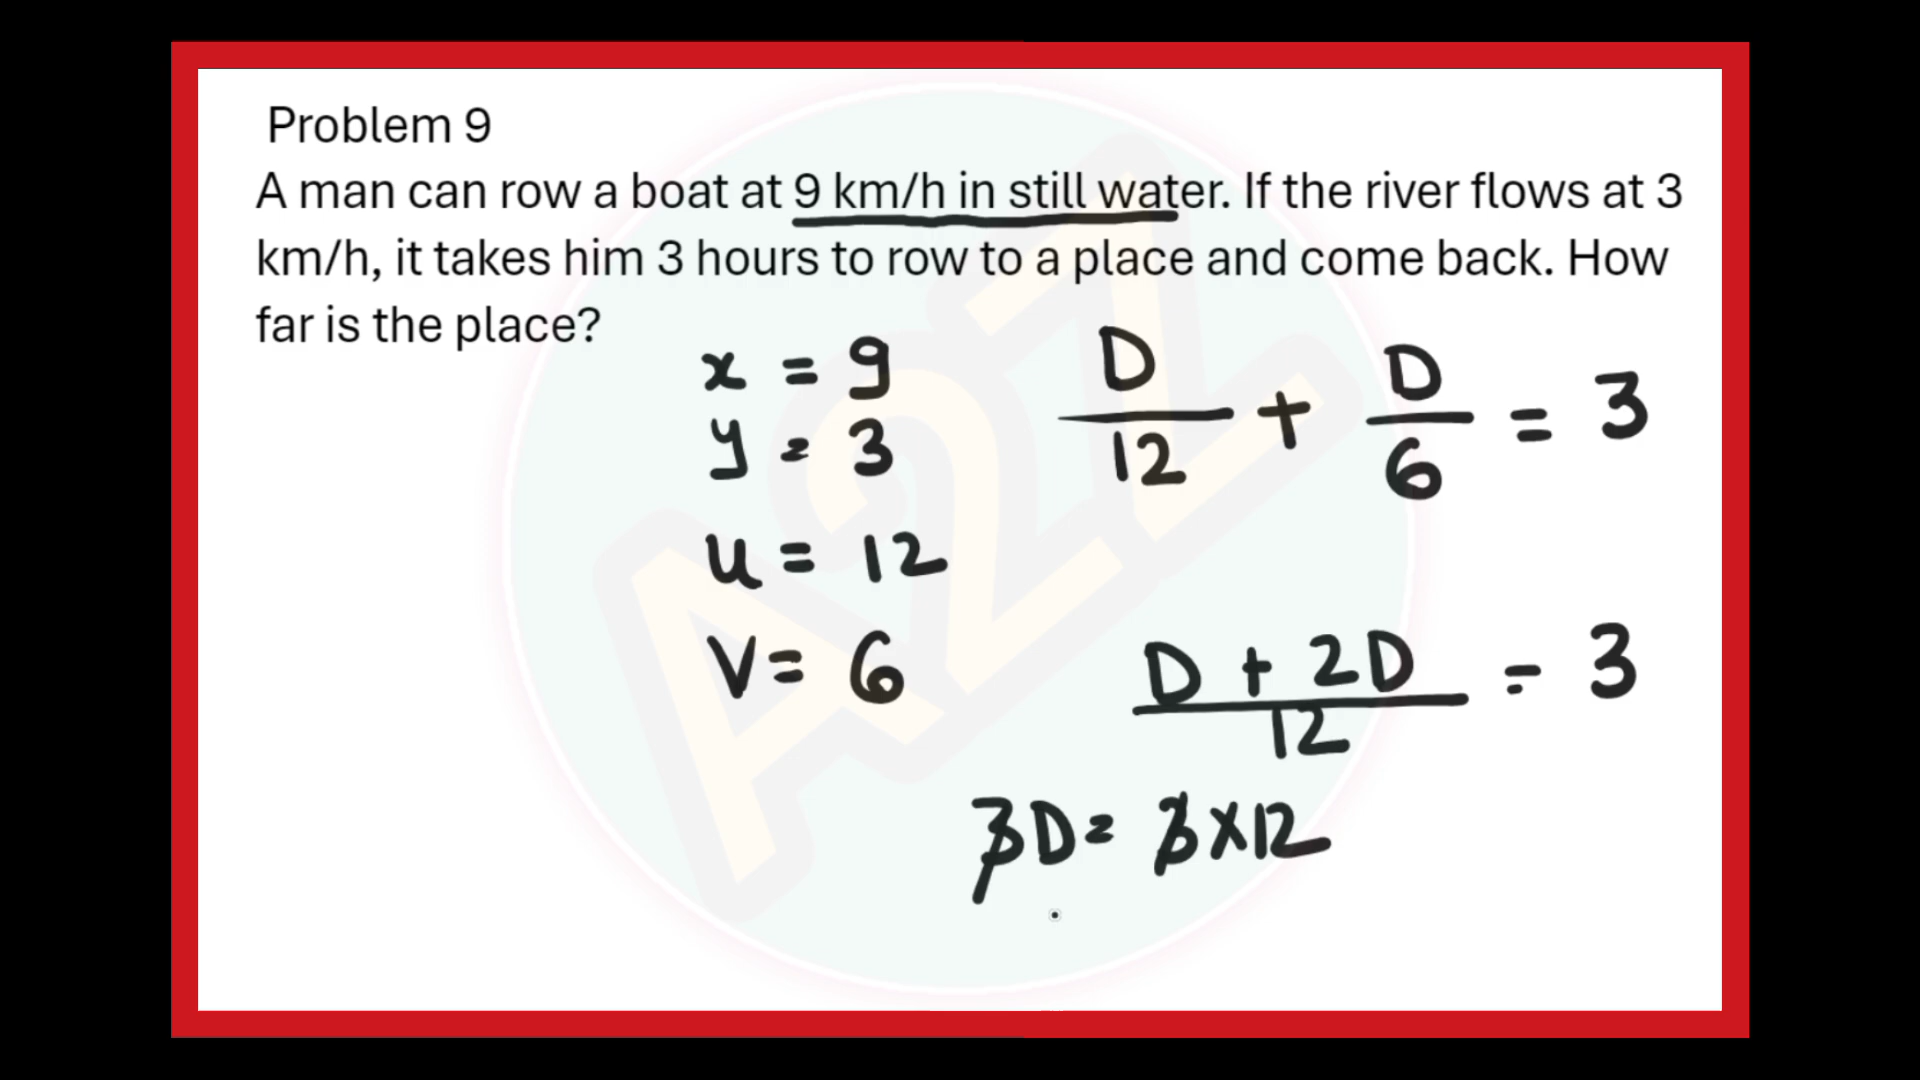 Problem 9
A man can row a boat at 9 km/h in still water. If the river flows at 3
km/h, it takes him 3 hours to row to a place and come back. How
far is the place?
x = 9
y = 3
u = 12
V = 6
D/12 + D/6 = 3
D + 2D / 12 = 3
3D = 3 X 12
A2Z